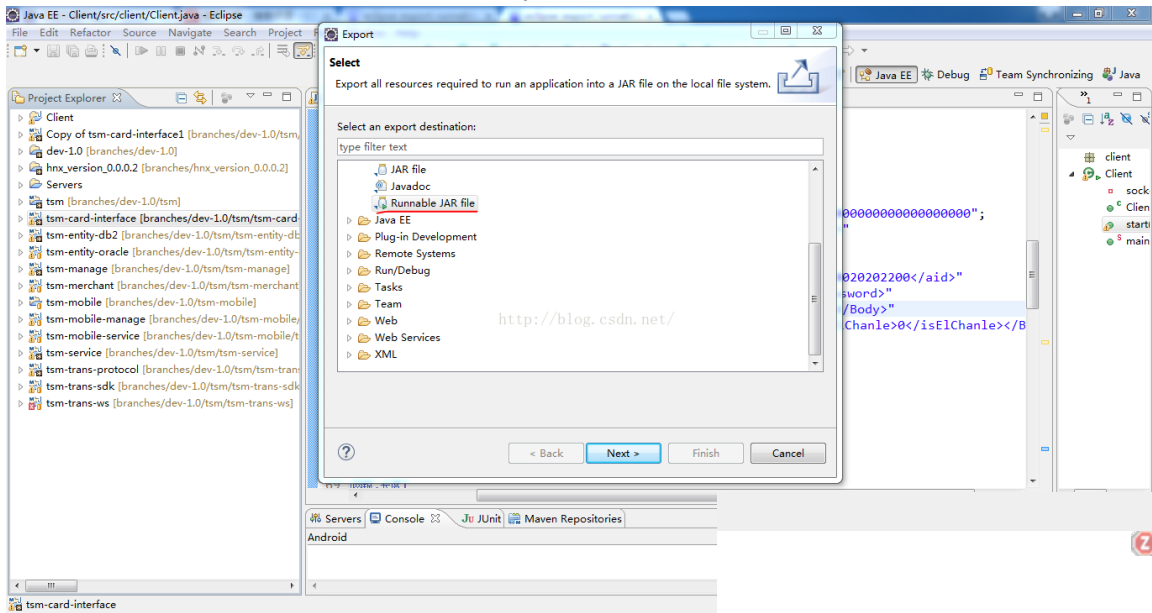 Java EE - Client/src/client/Client.java - Eclipse
File Edit Refactor Source Navigate Search Project
Export
Select
Export all resources required to run an application into a JAR file on the local file system.
Java EE Debug Team Synchronizing Java
Project Explorer
Client
Copy of tsm-card-interface1 [branches/dev-1.0/tsm,
dev-1.0 [branches/dev-1.0]
hnx_version_0.0.0.2 [branches/hnx_version_0.0.0.2]
Servers
tsm [branches/dev-1.0/tsm]
tsm-card-interface [branches/dev-1.0/tsm/tsm-card
tsm-entity-db2 [branches/dev-1.0/tsm/tsm-entity-db
tsm-entity-oracle [branches/dev-1.0/tsm/tsm-entity-
tsm-manage [branches/dev-1.0/tsm/tsm-manage]
tsm-merchant [branches/dev-1.0/tsm/tsm-merchant
tsm-mobile [branches/dev-1.0/tsm-mobile]
tsm-mobile-manage [branches/dev-1.0/tsm-mobile/
tsm-mobile-service [branches/dev-1.0/tsm-mobile/t
tsm-service [branches/dev-1.0/tsm/tsm-service]
tsm-trans-protocol [branches/dev-1.0/tsm/tsm-tran
tsm-trans-sdk [branches/dev-1.0/tsm/tsm-trans-sdk
tsm-trans-ws [branches/dev-1.0/tsm/tsm-trans-ws]
Select an export destination:
type filter text
JAR file
Javadoc
Runnable JAR file
Java EE
Plug-in Development
Remote Systems
Run/Debug
Tasks
Team
Web
Web Services
XML
http://blog.csdn.net/
< Back Next > Finish Cancel
00000000000000000000";
"
020202200</aid>"
sword>"
/Body>"
Chanle>0</isElChanle></B
1
client
Client
sock
C Clien
start(
S main
Servers Console JUnit Maven Repositories
Android
tsm-card-interface